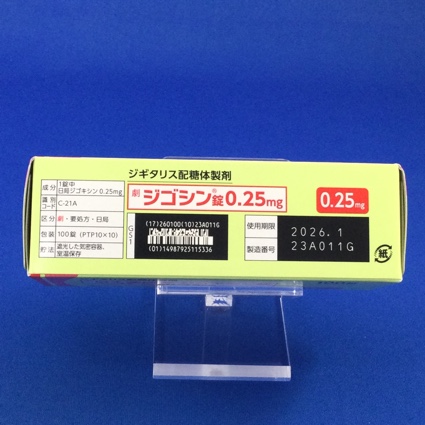 ジギタリス配糖体製剤
劇 ジゴシン®錠0.25mg
0.25mg
成分 1錠中 日局ジゴキシン 0.25mg
識別コード C-21A
区分 劇・要処方・日局
包装 100錠 (PTP10×10)
貯法 遮光した気密容器、
室温保存
GS1
(17)260100(10)23A011G
(01)14987925115336
使用期限 2026.1
製造番号 23A011G
紙